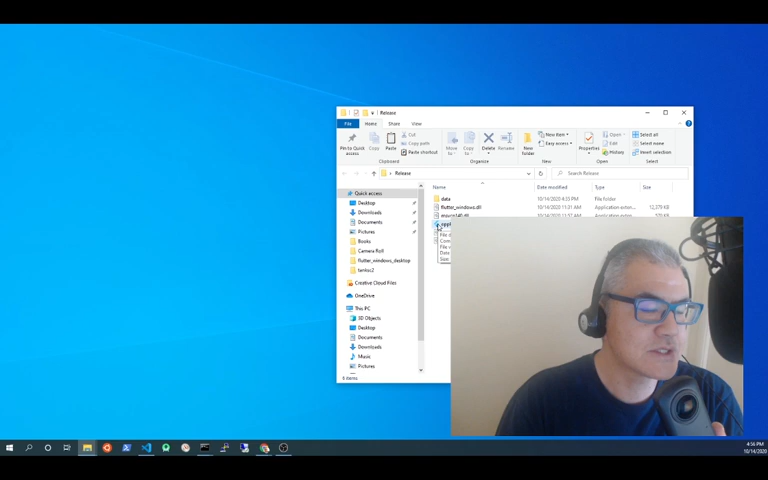 Release
File
Home
Share
View
Pin to Quick access
Copy
Paste
Cut
Copy path
Paste shortcut
Clipboard
Move to
Copy to
Delete
Rename
Organize
New folder
New item
Easy access
New
Properties
Open
Edit
History
Open
Select all
Select none
Invert selection
Select
Release
Search Release
Name
Date modified
Type
Size
data
10/14/2020 4:55 PM
File folder
flutter_windows.dll
10/14/2020 11:31 AM
Application exten...
Quick access
Desktop
Downloads
Documents
Pictures
Books
Camera Roll
flutter_windows_desktop
Creative Cloud Files
OneDrive
This PC
3D Objects
Desktop
Documents
Downloads
Music
Pictures
4:56 PM
10/14/2020